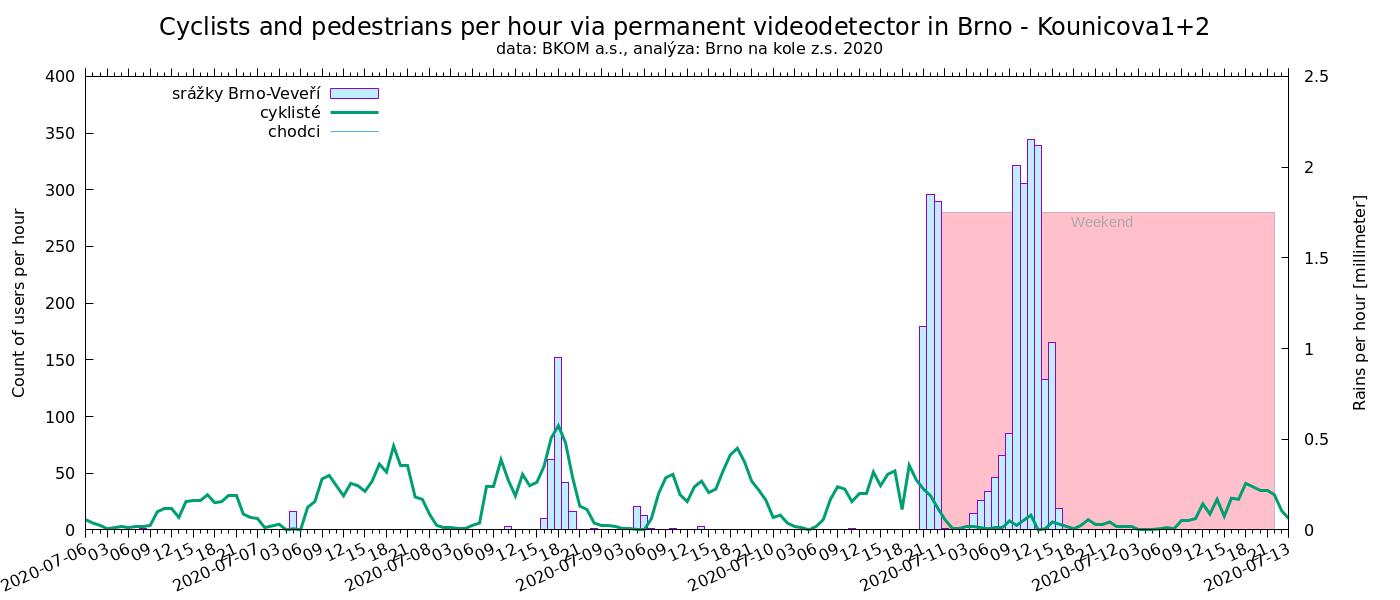 Cyclists and pedestrians per hour via permanent videodetector in Brno - Kounicova1+2
data: BKOM a.s., analýza: Brno na kole z.s. 2020
srážky Brno-Veveří
cyklisté
chodci
Weekend
Count of users per hour
400
350
300
250
200
150
100
50
0
Rains per hour [millimeter]
2.5
2
1.5
1
0.5
0
2020-07-06 03 06 09 12 15 18 21 2020-07-07 03 06 09 12 15 18 21 2020-07-08 03 06 09 12 15 18 21 2020-07-09 03 06 09 12 15 18 21 2020-07-10 03 06 09 12 15 18 21 2020-07-11 03 06 09 12 15 18 21 2020-07-12 03 06 09 12 15 18 21 2020-07-13